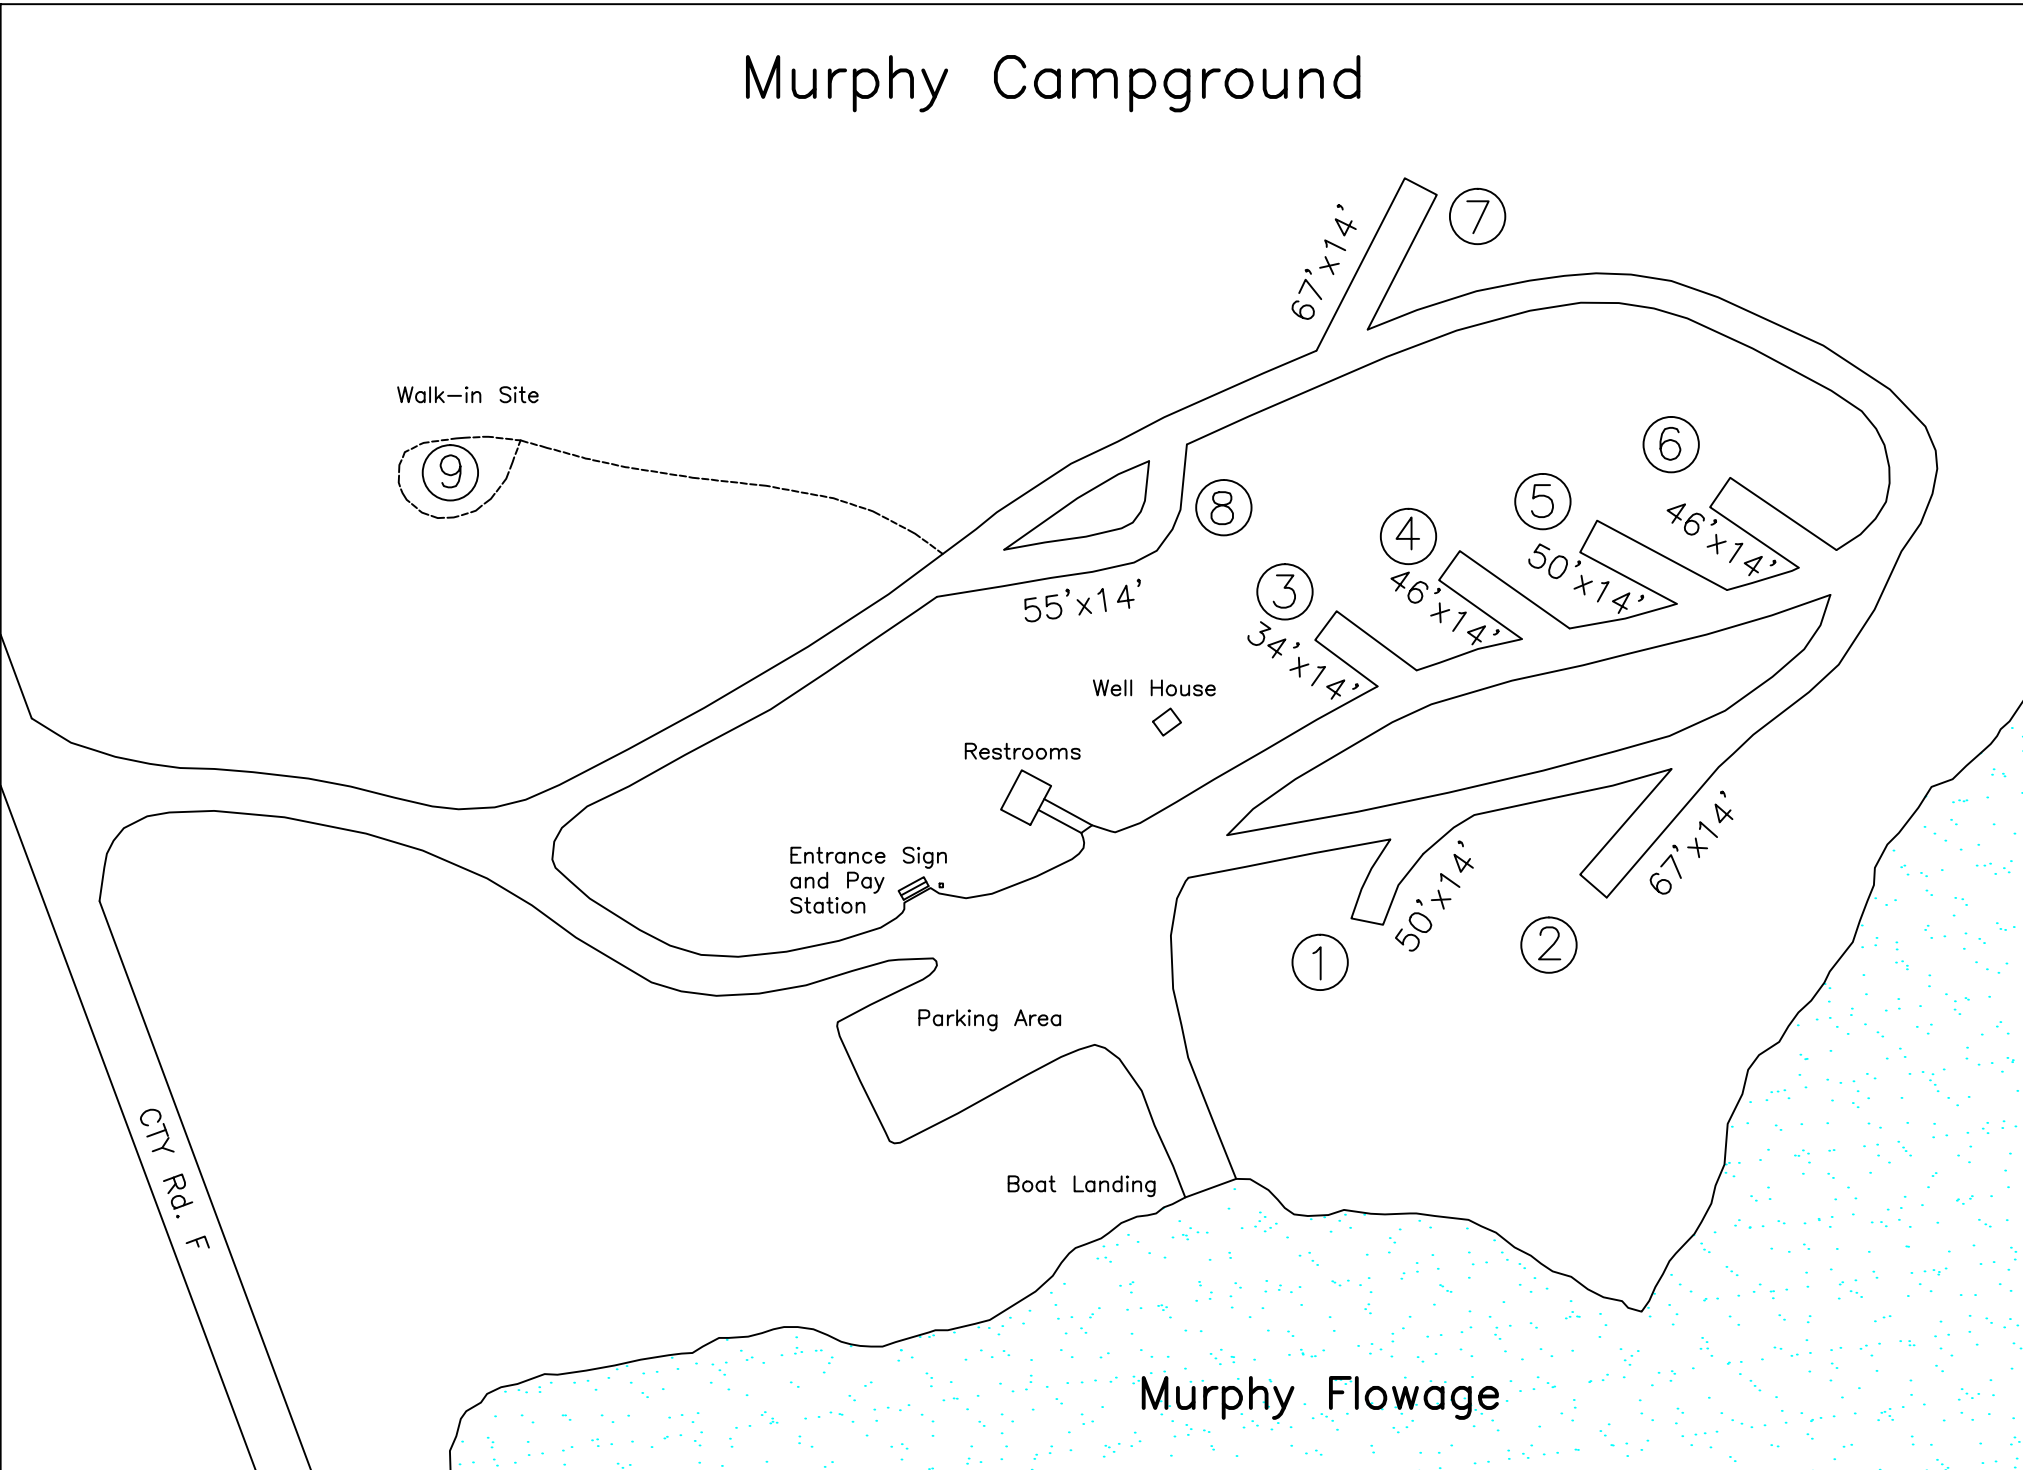 Murphy Campground
7
67'x14'
Walk-in Site
9
6
46'x14'
5
50'x14'
8
55'x14'
4
46'x14'
3
34'x14'
Well House
Restrooms
Entrance Sign
and Pay
Station
67'x14'
50'x14'
2
1
Parking Area
CTY Rd. F
Boat Landing
Murphy Flowage